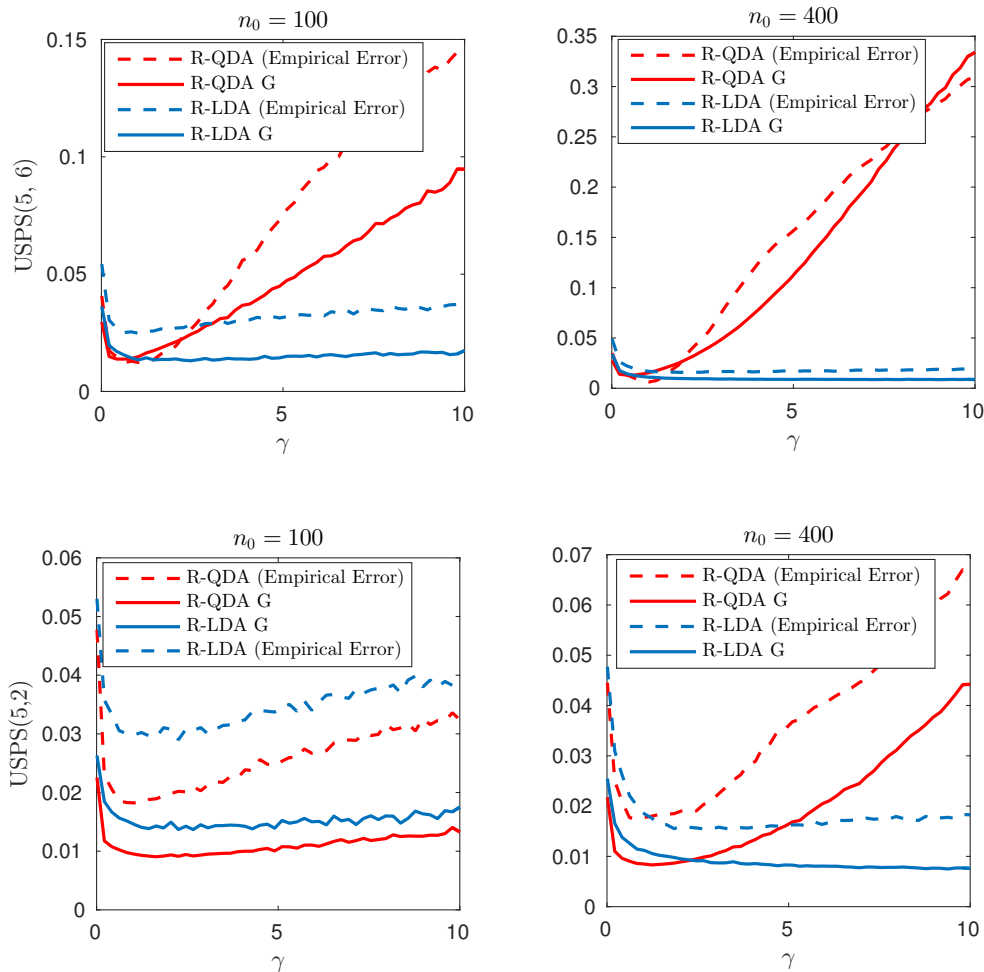 n₀ = 100
0.15
0.1
0.05
0
USPS(5, 6)
R-QDA (Empirical Error)
R-QDA G
R-LDA (Empirical Error)
R-LDA G
0 5 10
γ
n₀ = 400
0.35
0.3
0.25
0.2
0.15
0.1
0.05
0
R-QDA (Empirical Error)
R-QDA G
R-LDA (Empirical Error)
R-LDA G
0 5 10
γ
n₀ = 100
0.06
0.05
0.04
0.03
0.02
0.01
0
USPS(5,2)
R-QDA (Empirical Error)
R-QDA G
R-LDA G
R-LDA (Empirical Error)
0 5 10
γ
n₀ = 400
0.07
0.06
0.05
0.04
0.03
0.02
0.01
0
R-QDA (Empirical Error)
R-QDA G
R-LDA (Empirical Error)
R-LDA G
0 5 10
γ